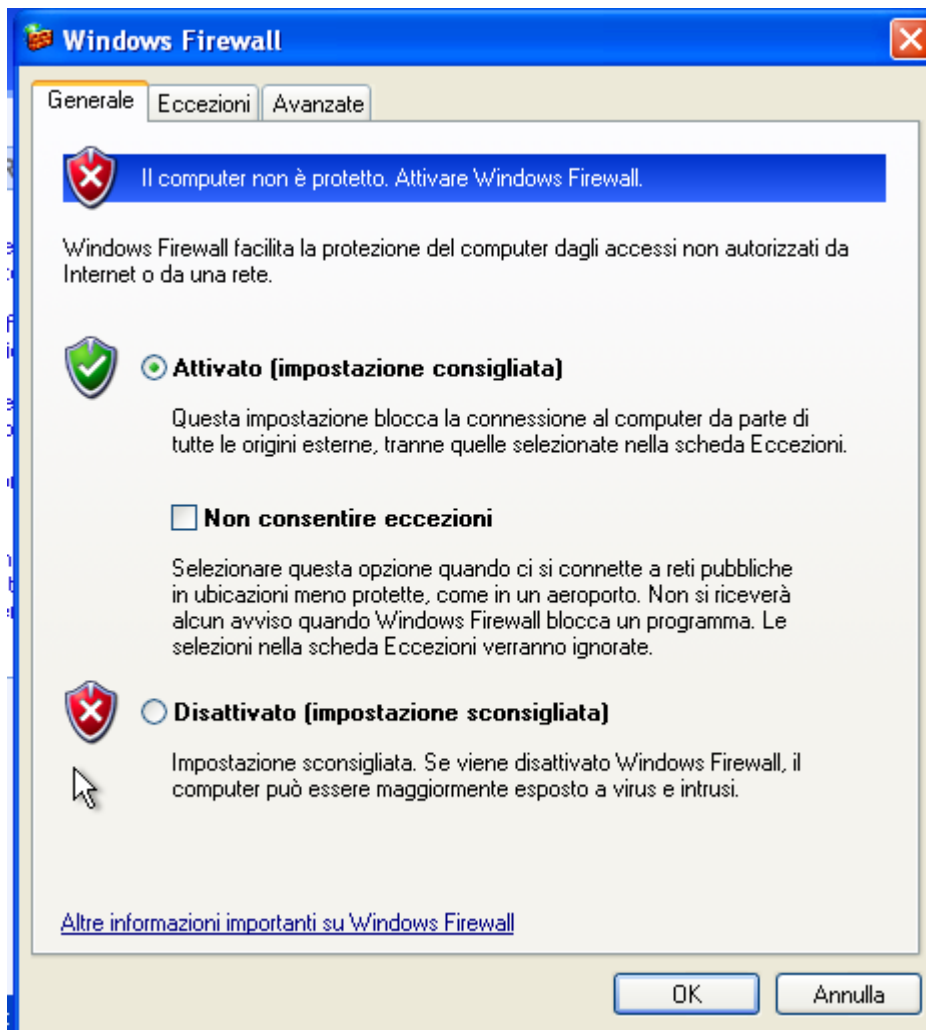 Windows Firewall
Generale
Eccezioni
Avanzate
Il computer non è protetto. Attivare Windows Firewall.
Windows Firewall facilita la protezione del computer dagli accessi non autorizzati da
Internet o da una rete.
Attivato (impostazione consigliata)
Questa impostazione blocca la connessione al computer da parte di
tutte le origini esterne, tranne quelle selezionate nella scheda Eccezioni.
Non consentire eccezioni
Selezionare questa opzione quando ci si connette a reti pubbliche
in ubicazioni meno protette, come in un aeroporto. Non si riceverà
alcun avviso quando Windows Firewall blocca un programma. Le
selezioni nella scheda Eccezioni verranno ignorate.
Disattivato (impostazione sconsigliata)
Impostazione sconsigliata. Se viene disattivato Windows Firewall, il
computer può essere maggiormente esposto a virus e intrusi.
Altre informazioni importanti su Windows Firewall
OK
Annulla